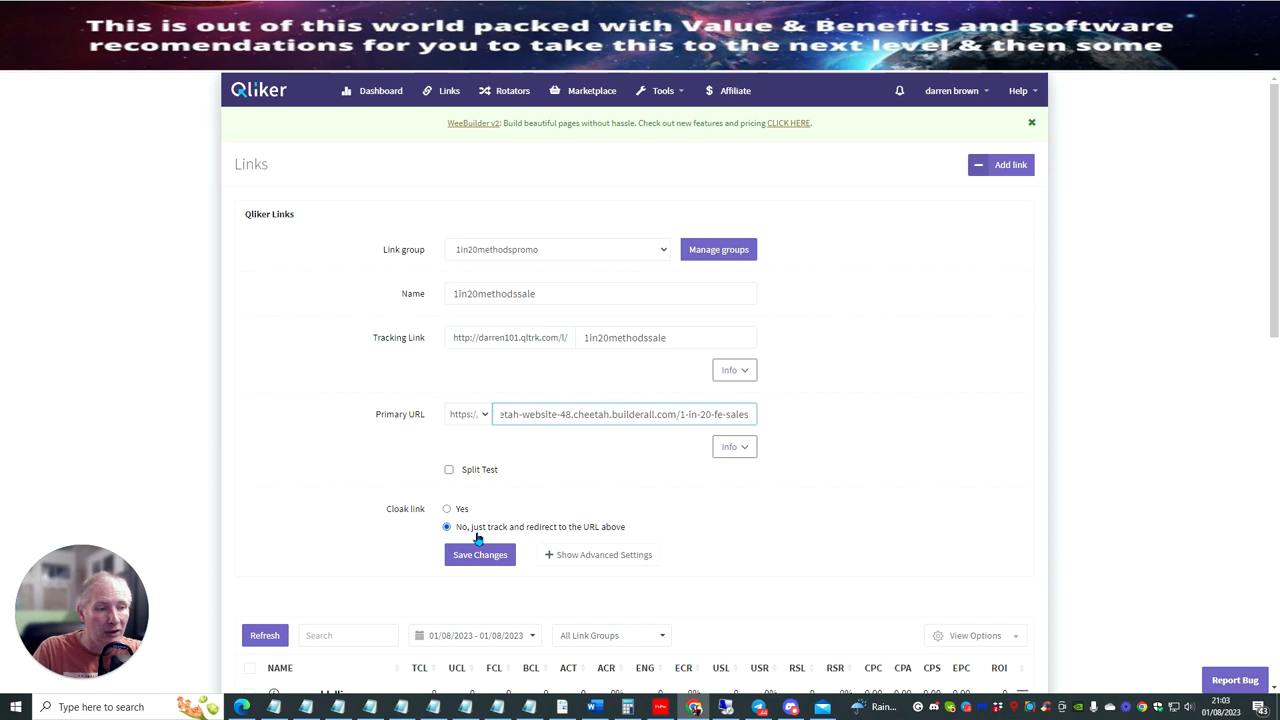 This is out of this world packed with Value & Benefits and software
recomendations for you to take this to the next level & then some
Qliker
Dashboard
Links
Rotators
Marketplace
Tools
$ Affiliate
darren brown
Help
WeeBuilder v2: Build beautiful pages without hassle. Check out new features and pricing CLICK HERE.
Links
Add link
Qliker Links
Link group
1in20methodspromo
Manage groups
Name
1in20methodssale
Tracking Link
http://darren101.qltrk.com/l/
1in20methodssale
Info
Primary URL
https:/,
etah-website-48.cheetah.builderall.com/1-in-20-fe-sales
Info
Split Test
Cloak link
Yes
No, just track and redirect to the URL above
Save Changes
+ Show Advanced Settings
Refresh
Search
01/08/2023 - 01/08/2023
All Link Groups
View Options
NAME TCL UCL FCL BCL ACT ACR ENG ECR USL USR RSL RSR CPC CPA CPS EPC ROI
Report Bug
Type here to search
Rain...
21:03
01/08/2023